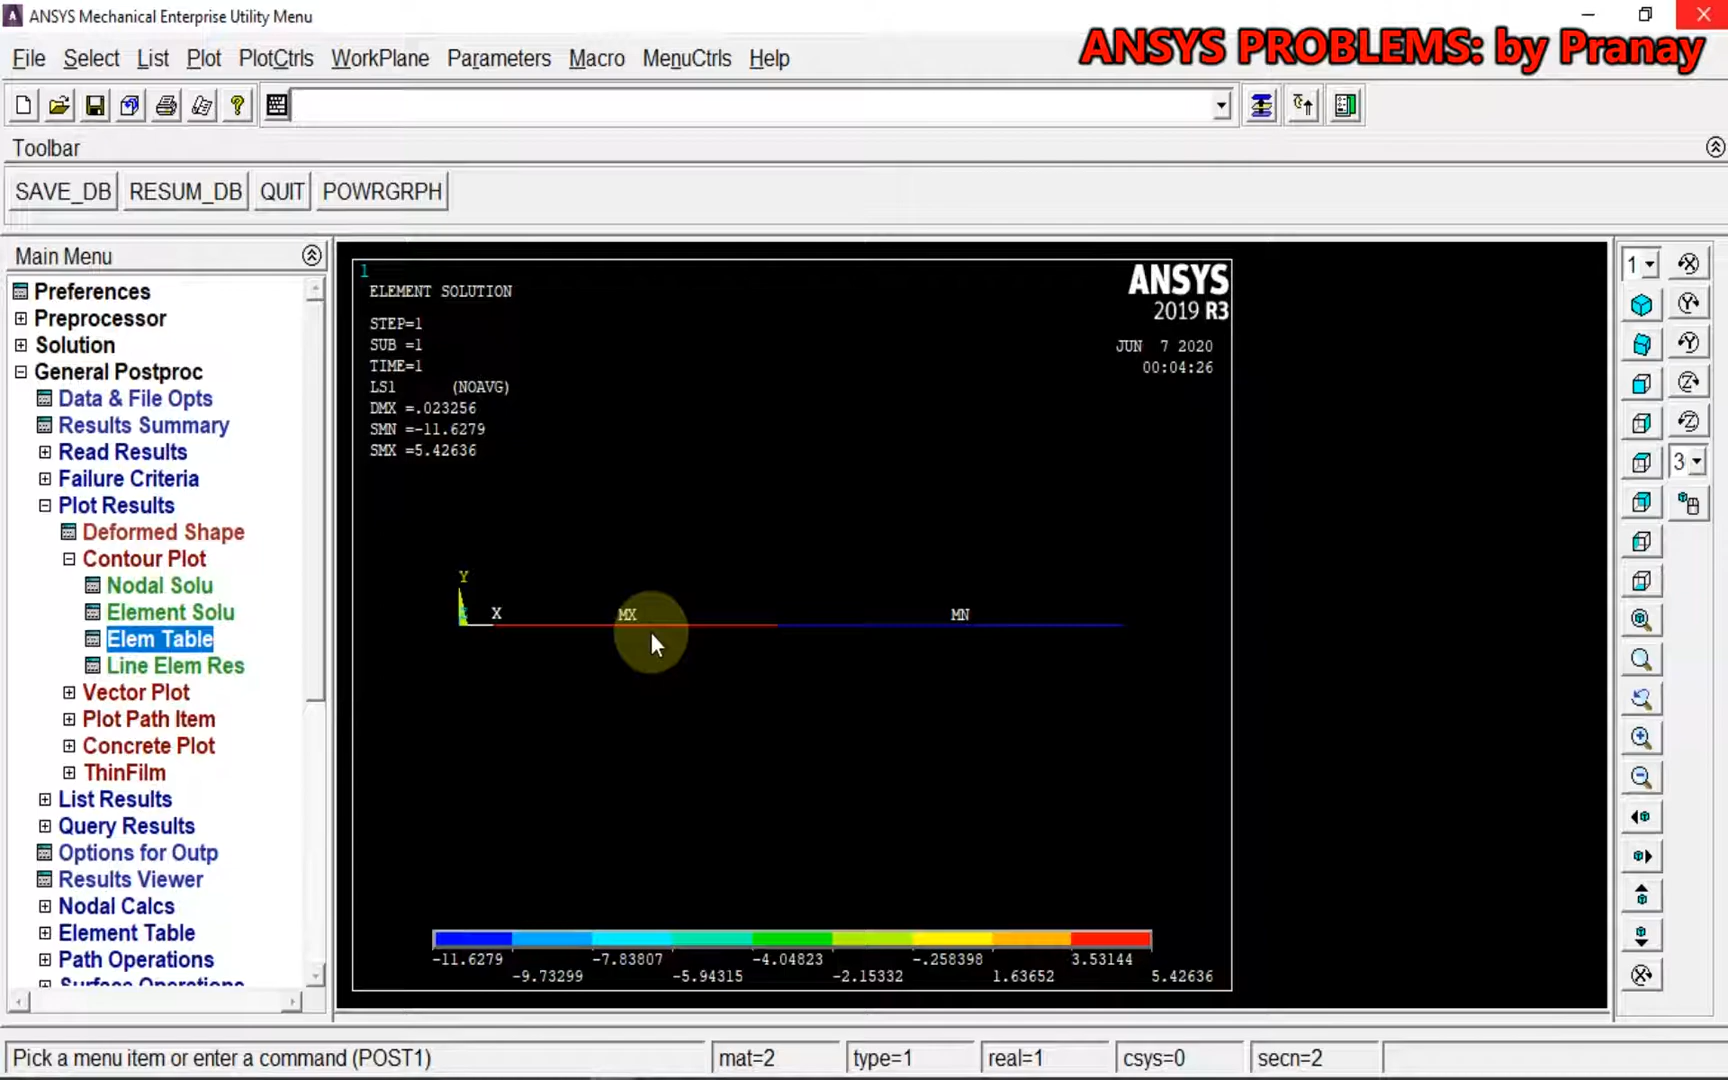 ANSYS Mechanical Enterprise Utility Menu
ANSYS PROBLEMS: by Pranay
File Select List Plot PlotCtrls WorkPlane Parameters Macro MenuCtrls Help
Toolbar
SAVE_DB RESUM_DB QUIT POWRGRPH
Main Menu
Preferences
Preprocessor
Solution
General Postproc
Data & File Opts
Results Summary
Read Results
Failure Criteria
Plot Results
Deformed Shape
Contour Plot
Nodal Solu
Element Solu
Elem Table
Line Elem Res
Vector Plot
Plot Path Item
Concrete Plot
ThinFilm
List Results
Query Results
Options for Outp
Results Viewer
Nodal Calcs
Element Table
Path Operations
Surface Operations
1
ELEMENT SOLUTION
STEP=1
SUB =1
TIME=1
LS1 (NOAVG)
DMX =.023256
SMN =-11.6279
SMX =5.42636
ANSYS
2019 R3
JUN 7 2020
00:04:26
Y
X MX MN
-11.6279 -7.83807 -4.04823 -.258398 3.53144
-9.73299 -5.94315 -2.15332 1.63652 5.42636
1
3
Pick a menu item or enter a command (POST1) mat=2 type=1 real=1 csys=0 secn=2